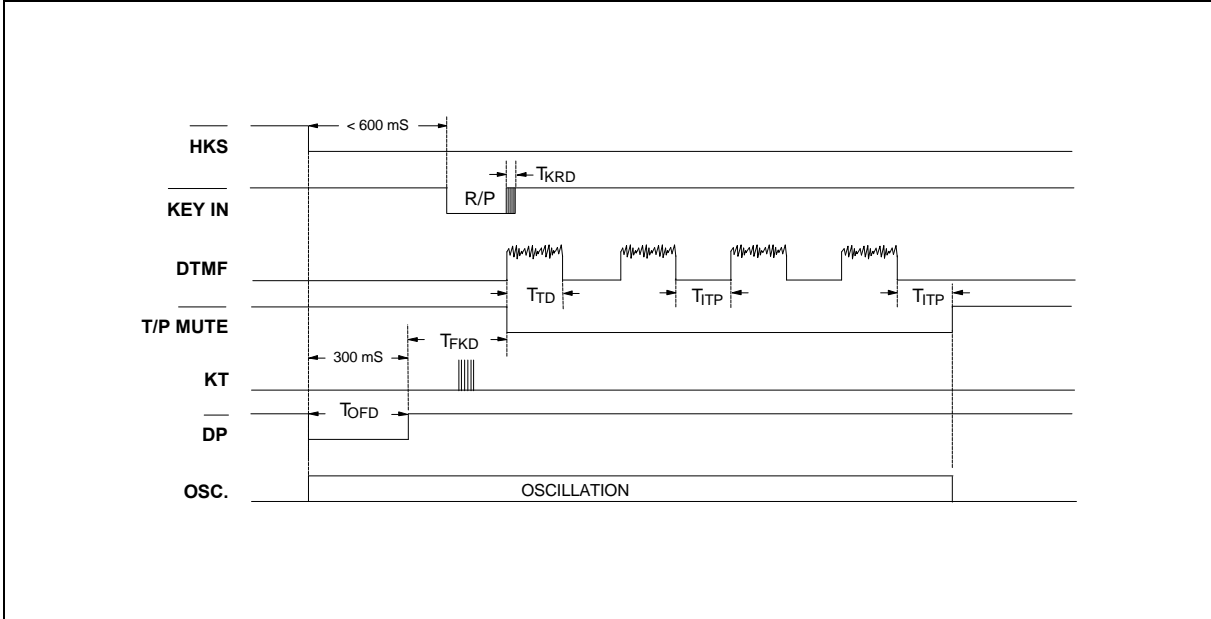 < 600 mS
HKS
TKRD
R/P
KEY IN
DTMF
TTD
TITP
TITP
T/P MUTE
TFKD
300 mS
KT
TOFD
DP
OSC.
OSCILLATION